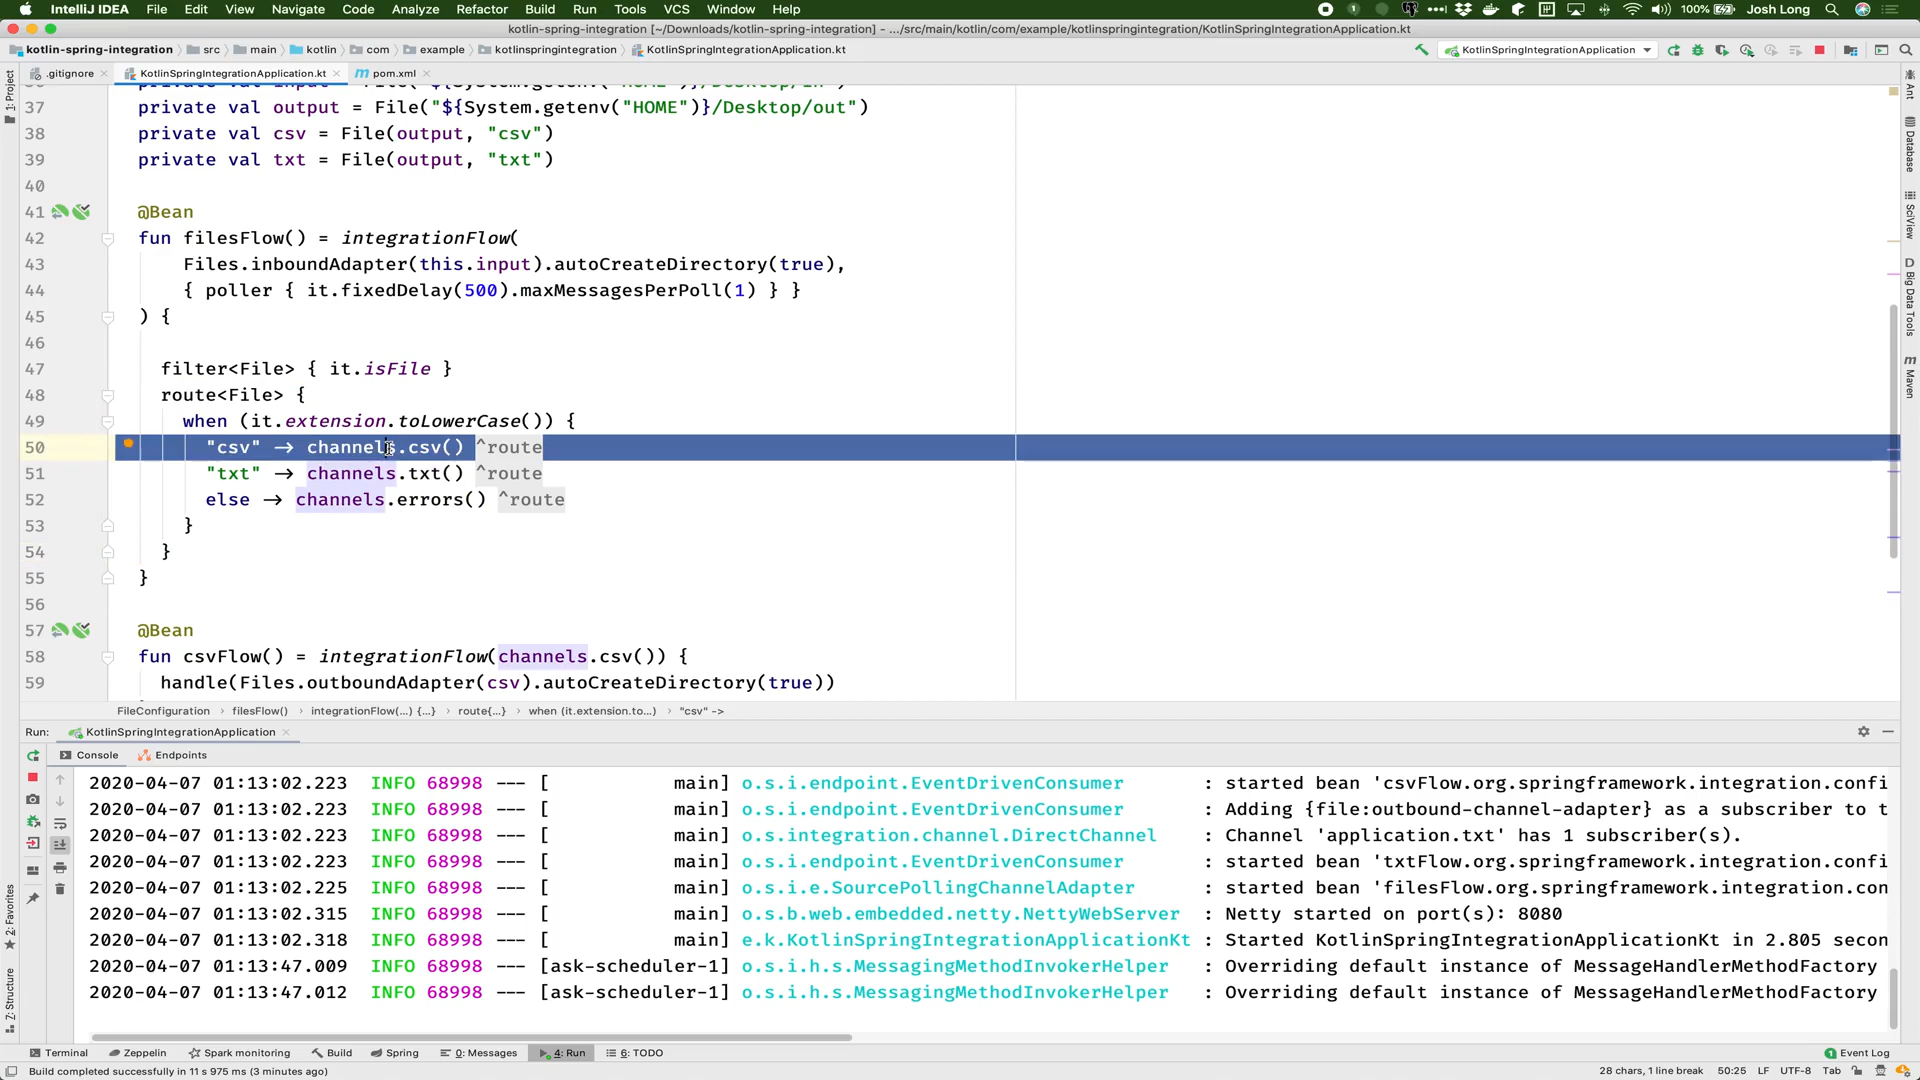 IntelliJ IDEA File Edit View Navigate Code Analyze Refactor Build Run Tools VCS Window Help 1 100% Josh Long
kotlin-spring-integration [~/Downloads/kotlin-spring-integration] - .../src/main/kotlin/com/example/kotlinspringintegration/KotlinSpringIntegrationApplication.kt
kotlin-spring-integration › src › main › kotlin › com › example › kotlinspringintegration › KotlinSpringIntegrationApplication.kt KotlinSpringIntegrationApplication
.gitignore KotlinSpringIntegrationApplication.kt pom.xml
37 private val output = File("${System.getenv("HOME")}/Desktop/out")
38 private val csv = File(output, "csv")
39 private val txt = File(output, "txt")
40
41 @Bean
42 fun filesFlow() = integrationFlow(
43 Files.inboundAdapter(this.input).autoCreateDirectory(true),
44 { poller { it.fixedDelay(500).maxMessagesPerPoll(1) } }
45 ) {
46
47 filter<File> { it.isFile }
48 route<File> {
49 when (it.extension.toLowerCase()) {
50 "csv" → channels.csv() ^route
51 "txt" → channels.txt() ^route
52 else → channels.errors() ^route
53 }
54 }
55 }
56
57 @Bean
58 fun csvFlow() = integrationFlow(channels.csv()) {
59 handle(Files.outboundAdapter(csv).autoCreateDirectory(true))
FileConfiguration › filesFlow() › integrationFlow(...) {...} › route{...} › when (it.extension.to...) › "csv" ->
Run: KotlinSpringIntegrationApplication
Console Endpoints
2020-04-07 01:13:02.223 INFO 68998 --- [ main] o.s.i.endpoint.EventDrivenConsumer : started bean 'csvFlow.org.springframework.integration.confi
2020-04-07 01:13:02.223 INFO 68998 --- [ main] o.s.i.endpoint.EventDrivenConsumer : Adding {file:outbound-channel-adapter} as a subscriber to t
2020-04-07 01:13:02.223 INFO 68998 --- [ main] o.s.integration.channel.DirectChannel : Channel 'application.txt' has 1 subscriber(s).
2020-04-07 01:13:02.223 INFO 68998 --- [ main] o.s.i.endpoint.EventDrivenConsumer : started bean 'txtFlow.org.springframework.integration.confi
2020-04-07 01:13:02.225 INFO 68998 --- [ main] o.s.i.e.SourcePollingChannelAdapter : started bean 'filesFlow.org.springframework.integration.con
2020-04-07 01:13:02.315 INFO 68998 --- [ main] o.s.b.web.embedded.netty.NettyWebServer : Netty started on port(s): 8080
2020-04-07 01:13:02.318 INFO 68998 --- [ main] e.k.KotlinSpringIntegrationApplicationKt : Started KotlinSpringIntegrationApplicationKt in 2.805 secon
2020-04-07 01:13:47.009 INFO 68998 --- [ask-scheduler-1] o.s.i.h.s.MessagingMethodInvokerHelper : Overriding default instance of MessageHandlerMethodFactory
2020-04-07 01:13:47.012 INFO 68998 --- [ask-scheduler-1] o.s.i.h.s.MessagingMethodInvokerHelper : Overriding default instance of MessageHandlerMethodFactory
Terminal Zeppelin Spark monitoring Build Spring 0: Messages 4: Run 6: TODO 1 Event Log
Build completed successfully in 11 s 975 ms (3 minutes ago) 28 chars, 1 line break 50:25 LF UTF-8 Tab
1: Project
2: Favorites
Z: Structure
Ant
Database
SciView
D Big Data Tools
m Maven